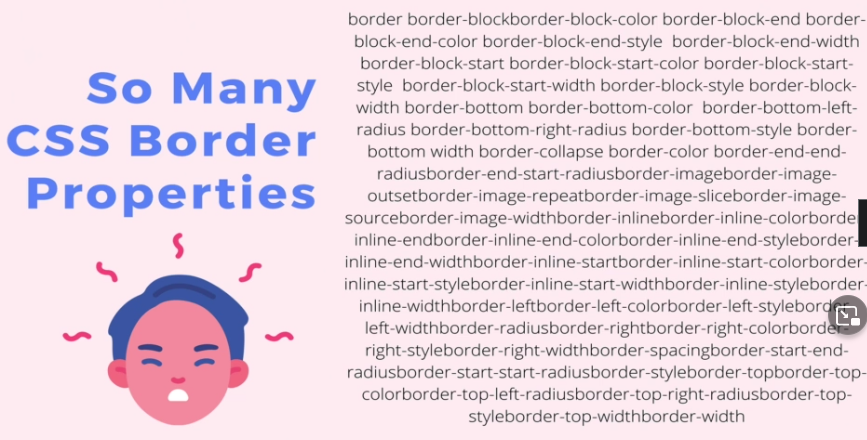 So Many
CSS Border
Properties
border border-blockborder-block-color border-block-end border-
block-end-color border-block-end-style border-block-end-width
border-block-start border-block-start-color border-block-start-
style border-block-start-width border-block-style border-block-
width border-bottom border-bottom-color border-bottom-left-
radius border-bottom-right-radius border-bottom-style border-
bottom width border-collapse border-color border-end-end-
radiusborder-end-start-radiusborder-imageborder-image-
outsetborder-image-repeatborder-image-sliceborder-image-
sourceborder-image-widthborder-inlineborder-inline-colorborde
inline-endborder-inline-end-colorborder-inline-end-styleborder-
inline-end-widthborder-inline-startborder-inline-start-colorborder-
inline-start-styleborder-inline-start-widthborder-inline-styleborder-
inline-widthborder-leftborder-left-colorborder-left-styleborder-
left-widthborder-radiusborder-rightborder-right-colorborder-
right-styleborder-right-widthborder-spacingborder-start-end-
radiusborder-start-start-radiusborder-styleborder-topborder-top-
colorborder-top-left-radiusborder-top-right-radiusborder-top-
styleborder-top-widthborder-width